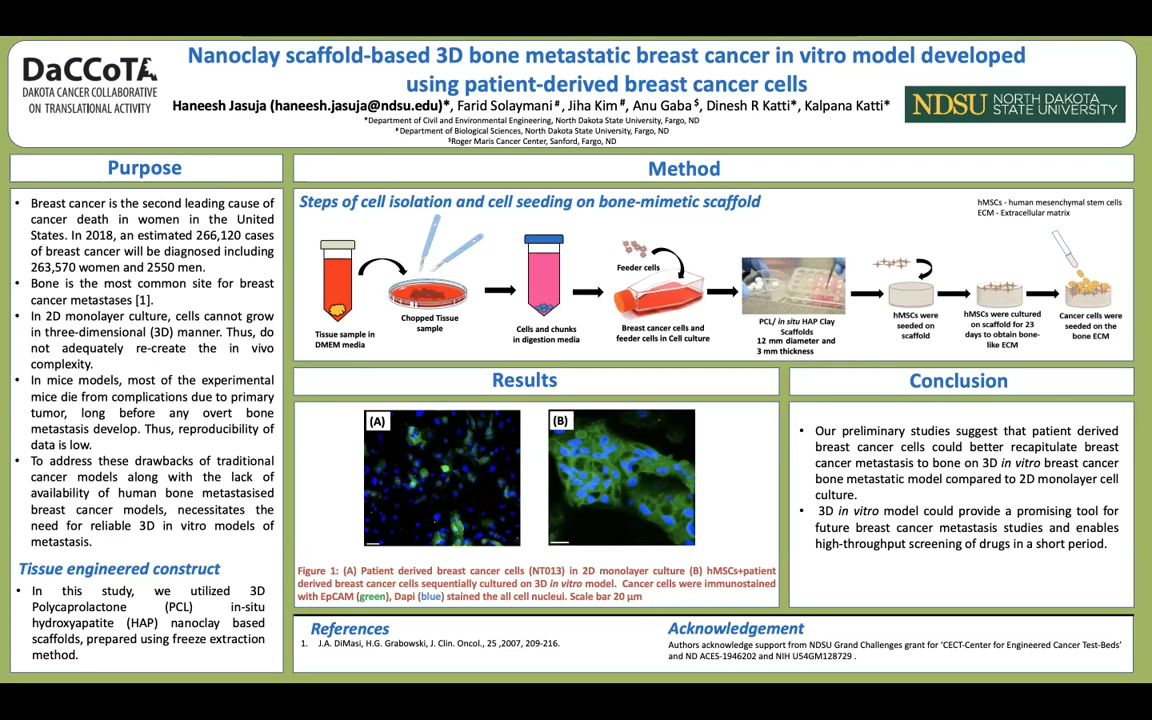 DaCCoTA
DAKOTA CANCER COLLABORATIVE
ON TRANSLATIONAL ACTIVITY
Nanoclay scaffold-based 3D bone metastatic breast cancer in vitro model developed
using patient-derived breast cancer cells
Haneesh Jasuja (haneesh.jasuja@ndsu.edu)*, Farid Solaymani#, Jiha Kim#, Anu Gaba$, Dinesh R Katti*, Kalpana Katti*
*Department of Civil and Environmental Engineering, North Dakota State University, Fargo, ND
# Department of Biological Sciences, North Dakota State University, Fargo, ND
$Roger Maris Cancer Center, Sanford, Fargo, ND
NDSU NORTH DAKOTA
STATE UNIVERSITY
Purpose
• Breast cancer is the second leading cause of
cancer death in women in the United
States. In 2018, an estimated 266,120 cases
of breast cancer will be diagnosed including
263,570 women and 2550 men.
• Bone is the most common site for breast
cancer metastases [1].
• In 2D monolayer culture, cells cannot grow
in three-dimensional (3D) manner. Thus, do
not adequately re-create the in vivo
complexity.
• In mice models, most of the experimental
mice die from complications due to primary
tumor, long before any overt bone
metastasis develop. Thus, reproducibility of
data is low.
• To address these drawbacks of traditional
cancer models along with the lack of
availability of human bone metastasised
breast cancer models, necessitates the
need for reliable 3D in vitro models of
metastasis.
Tissue engineered construct
• In this study, we utilized 3D
Polycaprolactone (PCL) in-situ
hydroxyapatite (HAP) nanoclay based
scaffolds, prepared using freeze extraction
method.
Method
Steps of cell isolation and cell seeding on bone-mimetic scaffold
hMSCs - human mesenchymal stem cells
ECM - Extracellular matrix
Tissue sample in
DMEM media
Chopped Tissue
sample
Cells and chunks
in digestion media
Feeder cells
Breast cancer cells and
feeder cells in Cell culture
PCL/ in situ HAP Clay
Scaffolds
12 mm diameter and
3 mm thickness
hMSCs were
seeded on
scaffold
hMSCs were cultured
on scaffold for 23
days to obtain bone-
like ECM
Cancer cells were
seeded on the
bone ECM
Results
(A)
(B)
Figure 1: (A) Patient derived breast cancer cells (NT013) in 2D monolayer culture (B) hMSCs+patient
derived breast cancer cells sequentially cultured on 3D in vitro model. Cancer cells were immunostained
with EpCAM (green), Dapi (blue) stained the all cell nucleui. Scale bar 20 μm
Conclusion
• Our preliminary studies suggest that patient derived
breast cancer cells could better recapitulate breast
cancer metastasis to bone on 3D in vitro breast cancer
bone metastatic model compared to 2D monolayer cell
culture.
• 3D in vitro model could provide a promising tool for
future breast cancer metastasis studies and enables
high-throughput screening of drugs in a short period.
References
1. J.A. DiMasi, H.G. Grabowski, J. Clin. Oncol., 25 ,2007, 209-216.
Acknowledgement
Authors acknowledge support from NDSU Grand Challenges grant for ‘CECT-Center for Engineered Cancer Test-Beds’
and ND ACES-1946202 and NIH U54GM128729 .